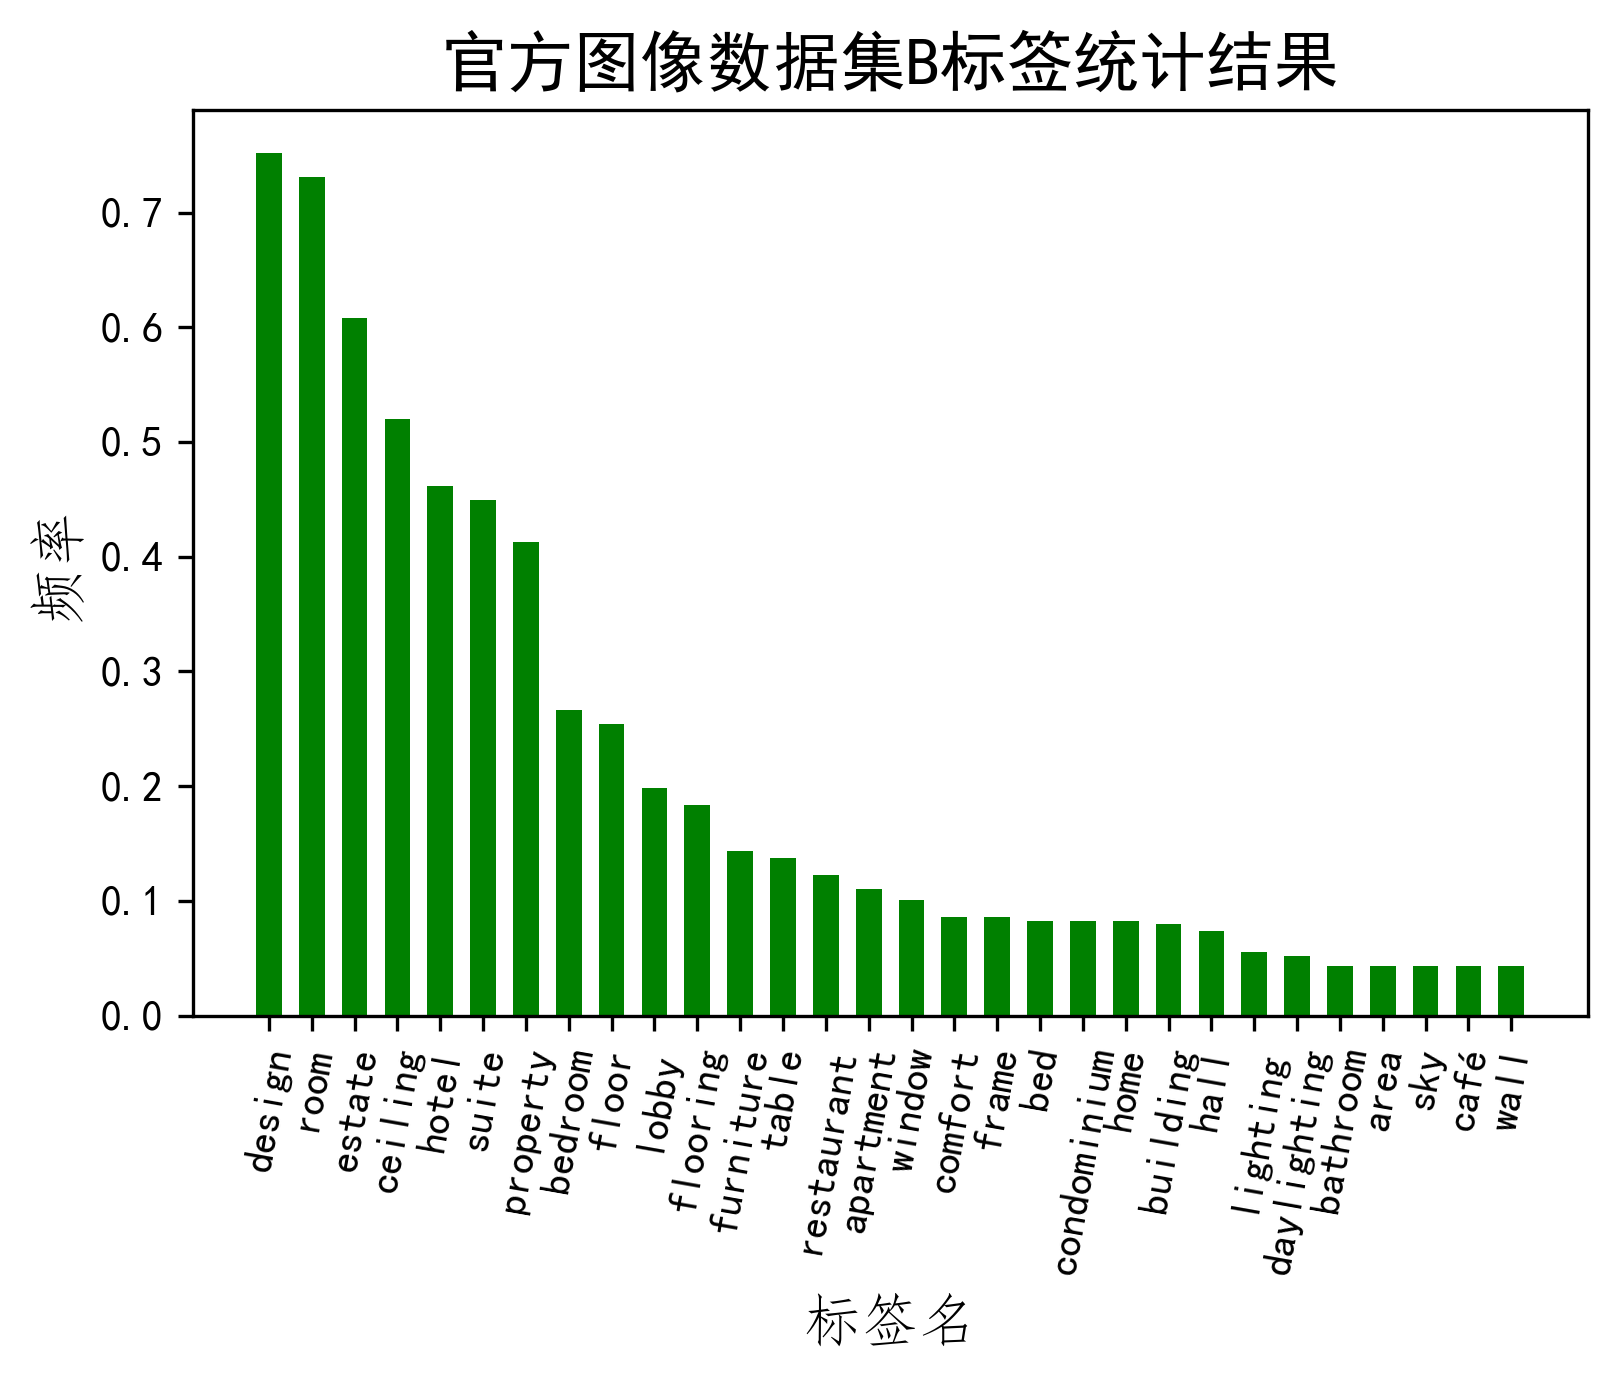 官方图像数据集B标签统计结果
频率
0.7
0.6
0.5
0.4
0.3
0.2
0.1
0.0
design
room
estate
ceiling
hotel
suite
property
bedroom
floor
lobby
flooring
furniture
table
restaurant
apartment
window
comfort
frame
bed
condominium
home
building
hall
lighting
daylighting
bathroom
area
sky
café
wall
标签名